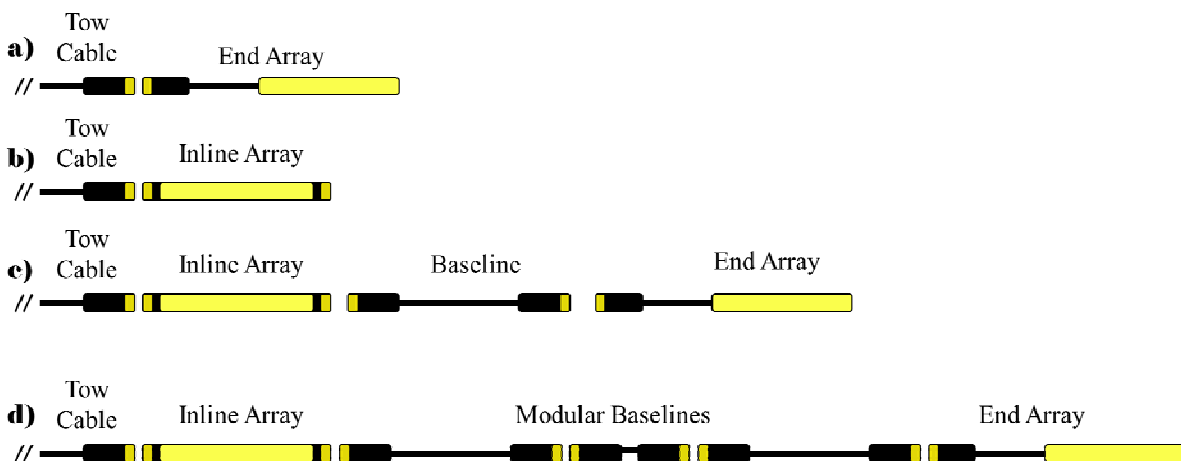 a) Tow Cable End Array
//
b) Tow Cable Inline Array
//
c) Tow Cable Inline Array Baseline End Array
//
d) Tow Cable Inline Array Modular Baselines End Array
//